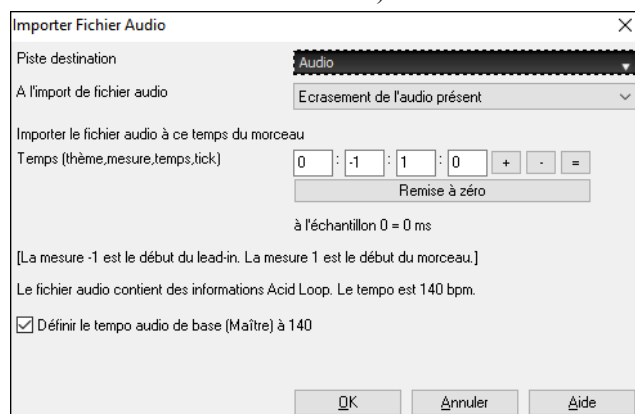 Importer Fichier Audio
Piste destination Audio
A l'import de fichier audio Ecrasement de l'audio présent
Importer le fichier audio à ce temps du morceau
Temps (thème,mesure,temps,tick) 0 : -1 : 1 : 0 + - =
Remise à zéro
à l'échantillon 0 = 0 ms
[La mesure -1 est le début du lead-in. La mesure 1 est le début du morceau.]
Le fichier audio contient des informations Acid Loop. Le tempo est 140 bpm.
Définir le tempo audio de base (Maître) à 140
OK Annuler Aide